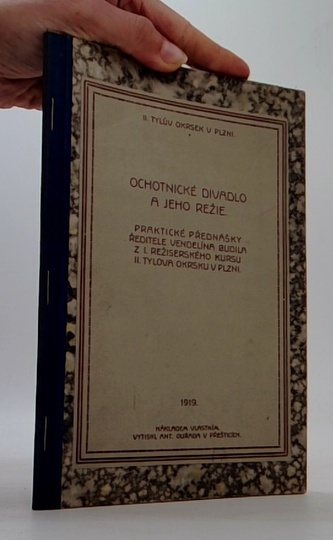 II. TYLŮV OKRSEK V PLZNI.
OCHOTNICKÉ DIVADLO
A JEHO REŽIE.
PRAKTICKÉ PŘEDNÁŠKY
ŘEDITELE VENDELÍNA BUDILA
Z I. REŽISERSKÉHO KURSU
II. TYLOVA OKRSKU V PLZNI.
1919.
NÁKLADEM VLASTNÍM.
VYTISKL ANT. OUŘADA V PŘEŠTICÍCH.